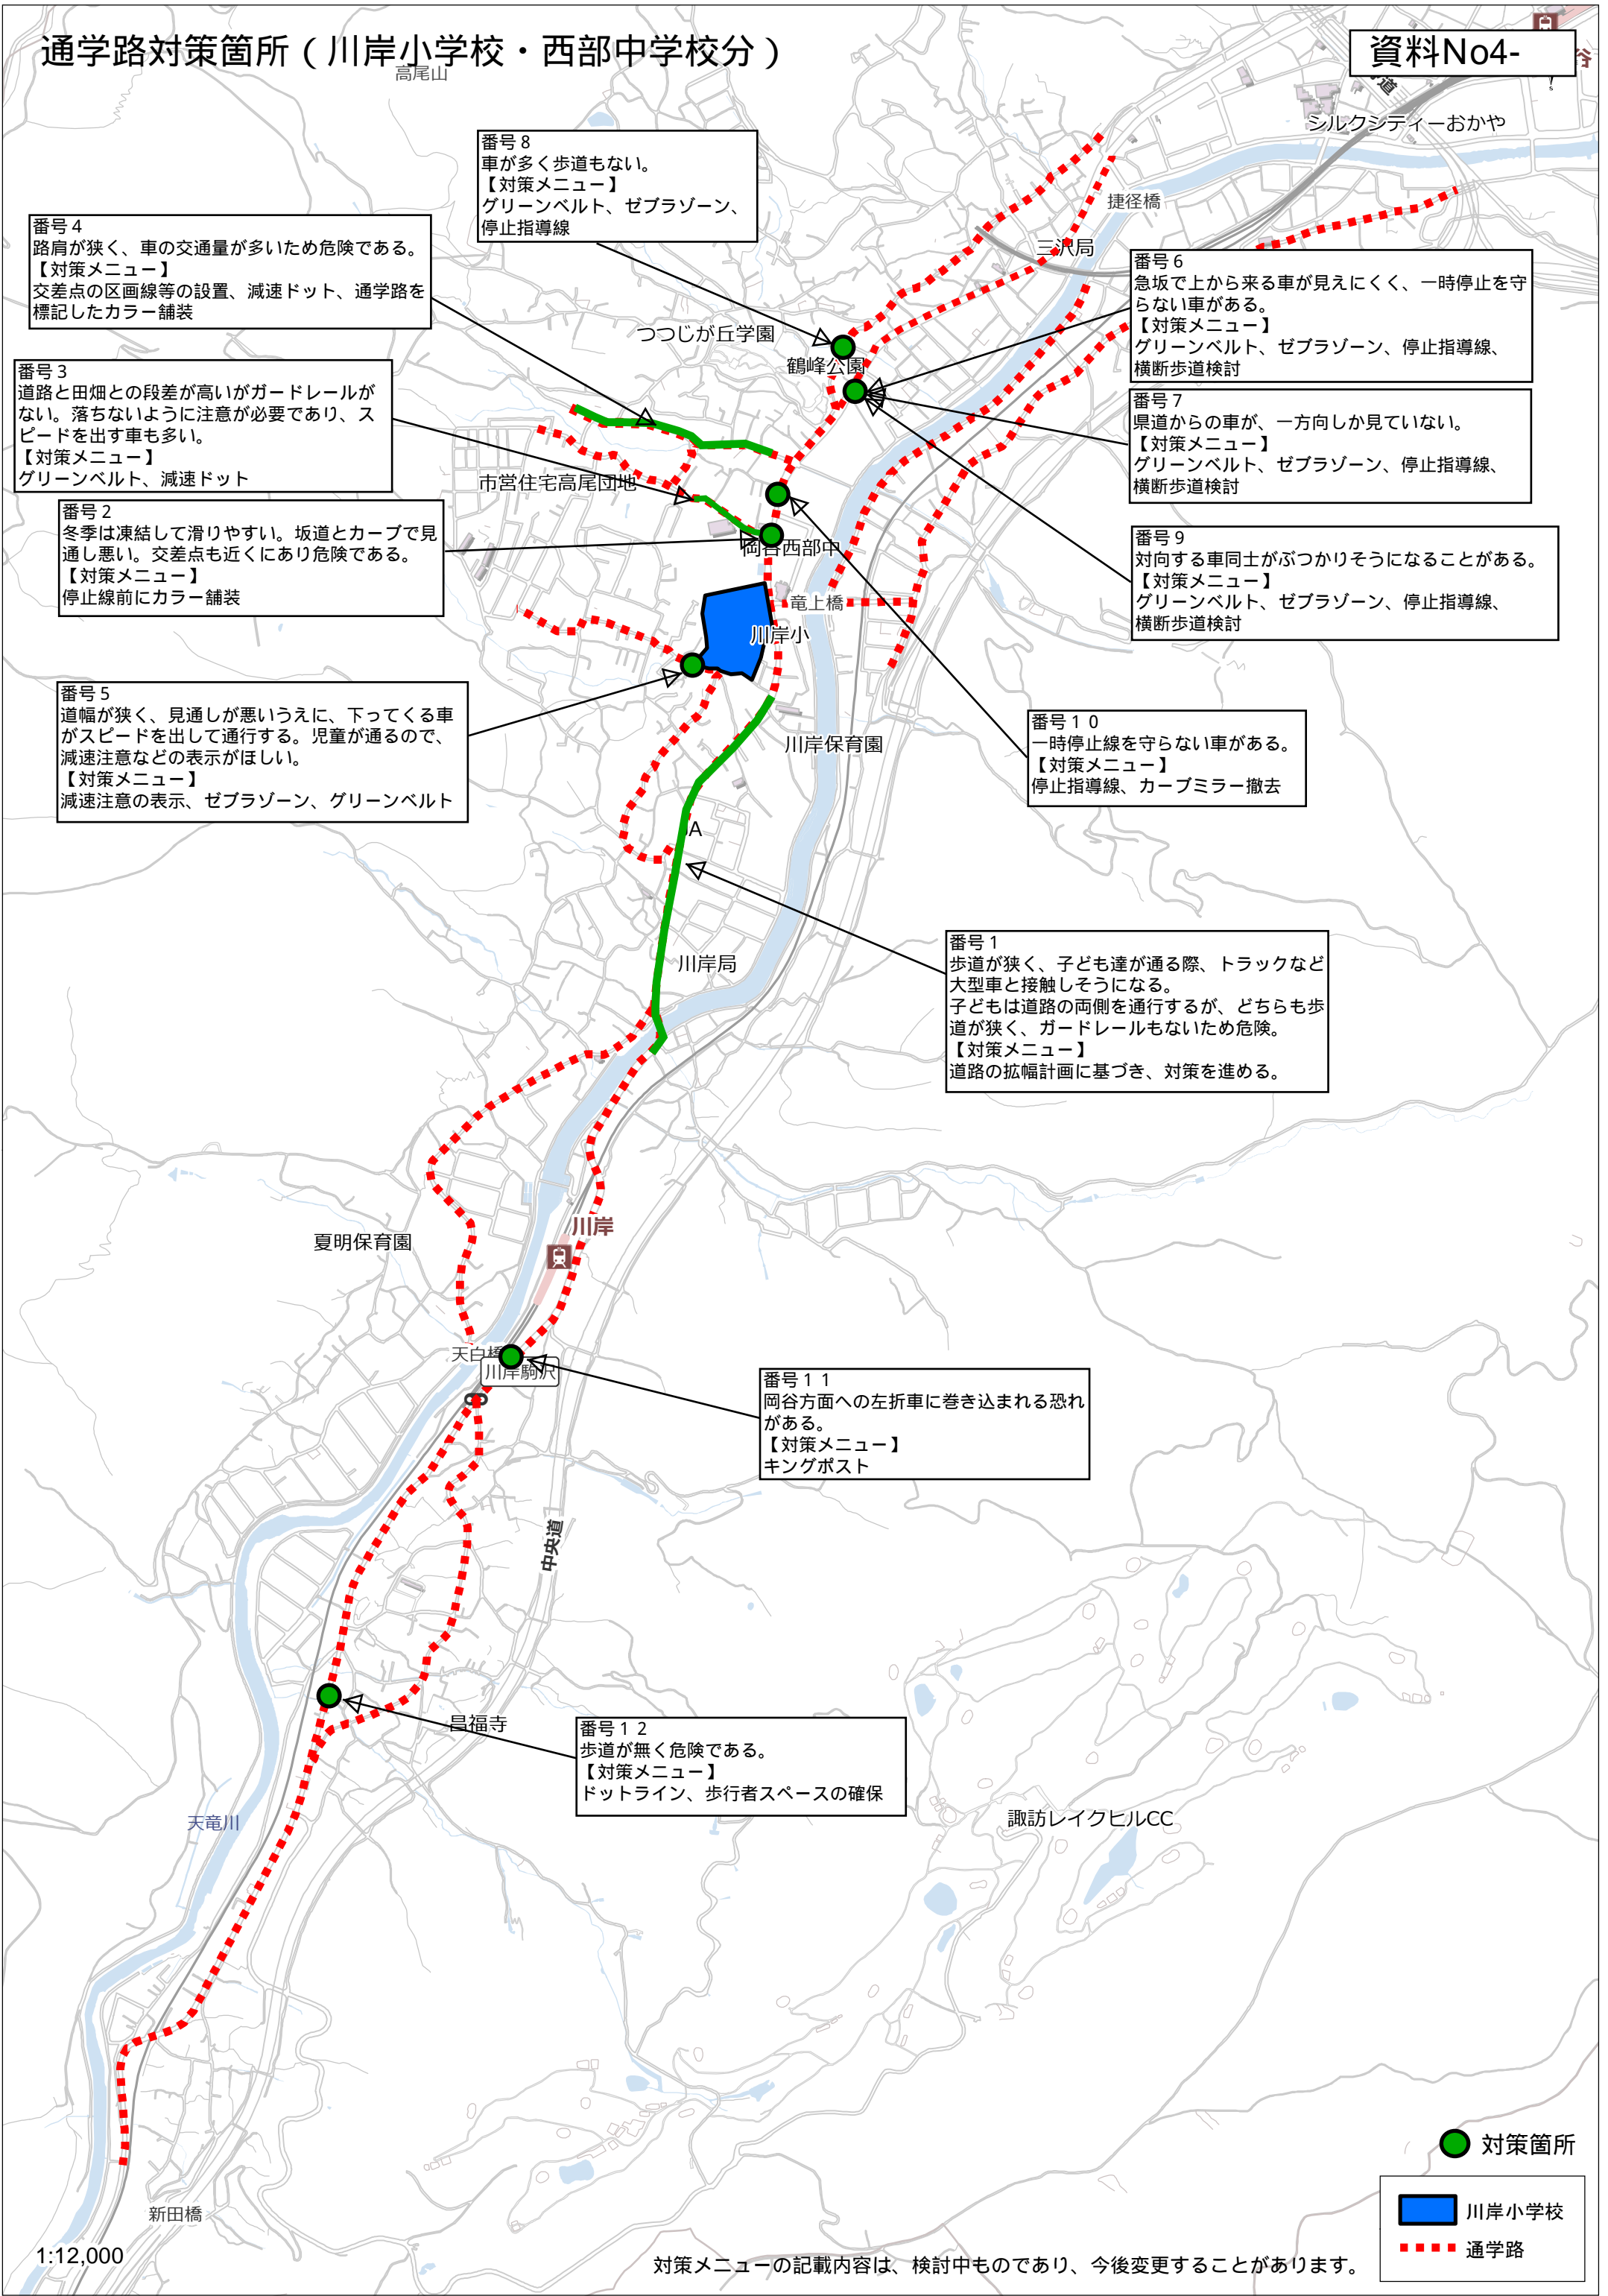 通学路対策箇所（川岸小学校・西部中学校分）
資料No4-
高尾山
谷
道
シルクシティーおかや
番号８
車が多く歩道もない。
【対策メニュー】
グリーンベルト、ゼブラゾーン、
停止指導線
捷径橋
三沢局
番号４
路肩が狭く、車の交通量が多いため危険である。
【対策メニュー】
交差点の区画線等の設置、減速ドット、通学路を
標記したカラー舗装
番号６
急坂で上から来る車が見えにくく、一時停止を守
らない車がある。
【対策メニュー】
グリーンベルト、ゼブラゾーン、停止指導線、
横断歩道検討
つつじが丘学園
鶴峰公園
番号３
道路と田畑との段差が高いがガードレールが
ない。落ちないように注意が必要であり、ス
ピードを出す車も多い。
【対策メニュー】
グリーンベルト、減速ドット
番号７
県道からの車が、一方向しか見ていない。
【対策メニュー】
グリーンベルト、ゼブラゾーン、停止指導線、
横断歩道検討
市営住宅高尾団地
番号２
冬季は凍結して滑りやすい。坂道とカーブで見
通し悪い。交差点も近くにあり危険である。
【対策メニュー】
停止線前にカラー舗装
岡谷西部中
番号９
対向する車同士がぶつかりそうになることがある。
【対策メニュー】
グリーンベルト、ゼブラゾーン、停止指導線、
横断歩道検討
竜上橋
川岸小
番号５
道幅が狭く、見通しが悪いうえに、下ってくる車
がスピードを出して通行する。児童が通るので、
減速注意などの表示がほしい。
【対策メニュー】
減速注意の表示、ゼブラゾーン、グリーンベルト
番号１０
一時停止線を守らない車がある。
【対策メニュー】
停止指導線、カーブミラー撤去
川岸保育園
A
番号１
歩道が狭く、子ども達が通る際、トラックなど
大型車と接触しそうになる。
子どもは道路の両側を通行するが、どちらも歩
道が狭く、ガードレールもないため危険。
【対策メニュー】
道路の拡幅計画に基づき、対策を進める。
川岸局
川岸
夏明保育園
天白橋
川岸駒沢
番号１１
岡谷方面への左折車に巻き込まれる恐れ
がある。
【対策メニュー】
キングポスト
中央道
昌福寺
番号１２
歩道が無く危険である。
【対策メニュー】
ドットライン、歩行者スペースの確保
天竜川
諏訪レイクヒルCC
対策箇所
川岸小学校
通学路
新田橋
1:12,000
対策メニューの記載内容は、検討中ものであり、今後変更することがあります。